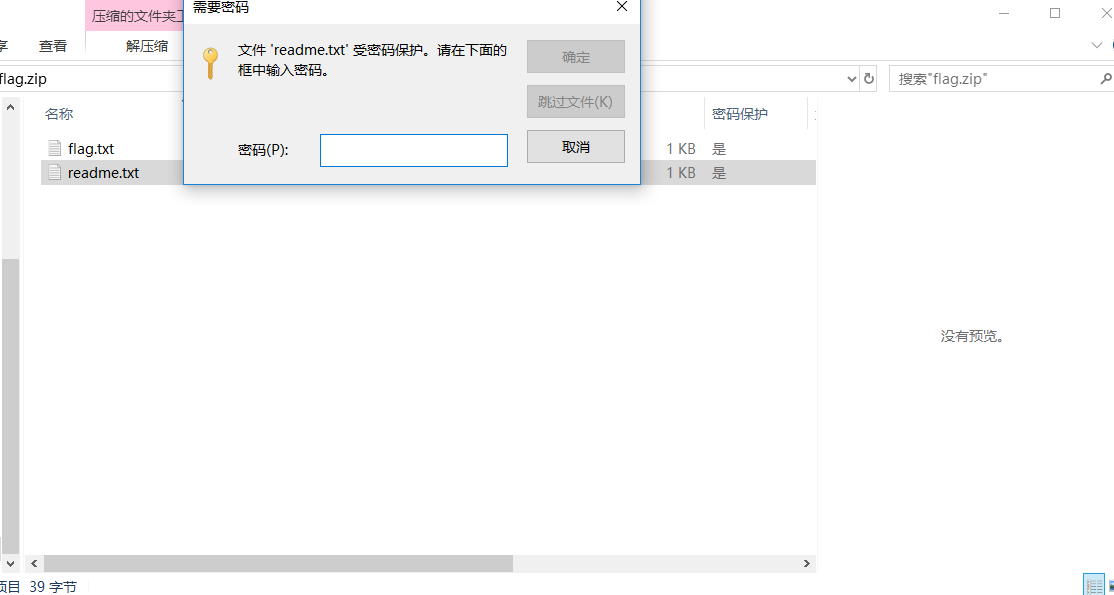 压缩的文件夹工
需要密码
享 查看 解压缩
flag.zip
搜索"flag.zip"
文件 'readme.txt' 受密码保护。请在下面的
框中输入密码。
确定
跳过文件(K)
取消
密码(P):
名称
密码保护
flag.txt
1 KB 是
readme.txt
1 KB 是
没有预览。
项目 39 字节